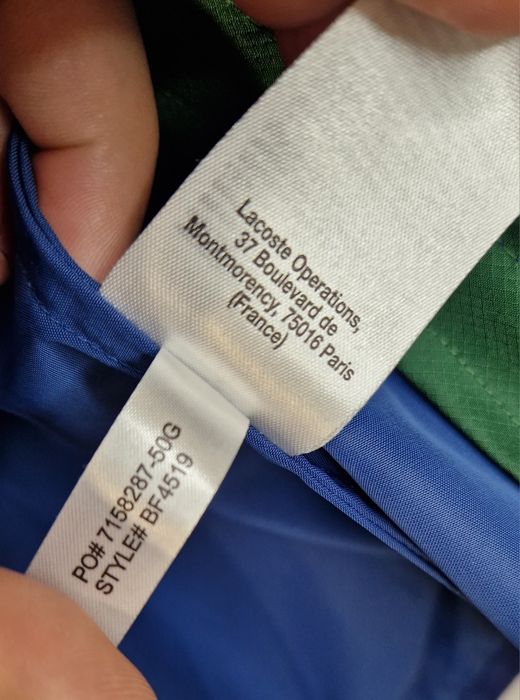 Lacoste Operations,
37 Boulevard de
Montmorency, 75016 Paris
(France)
PO# 7158287-50G
STYLE# BF4519